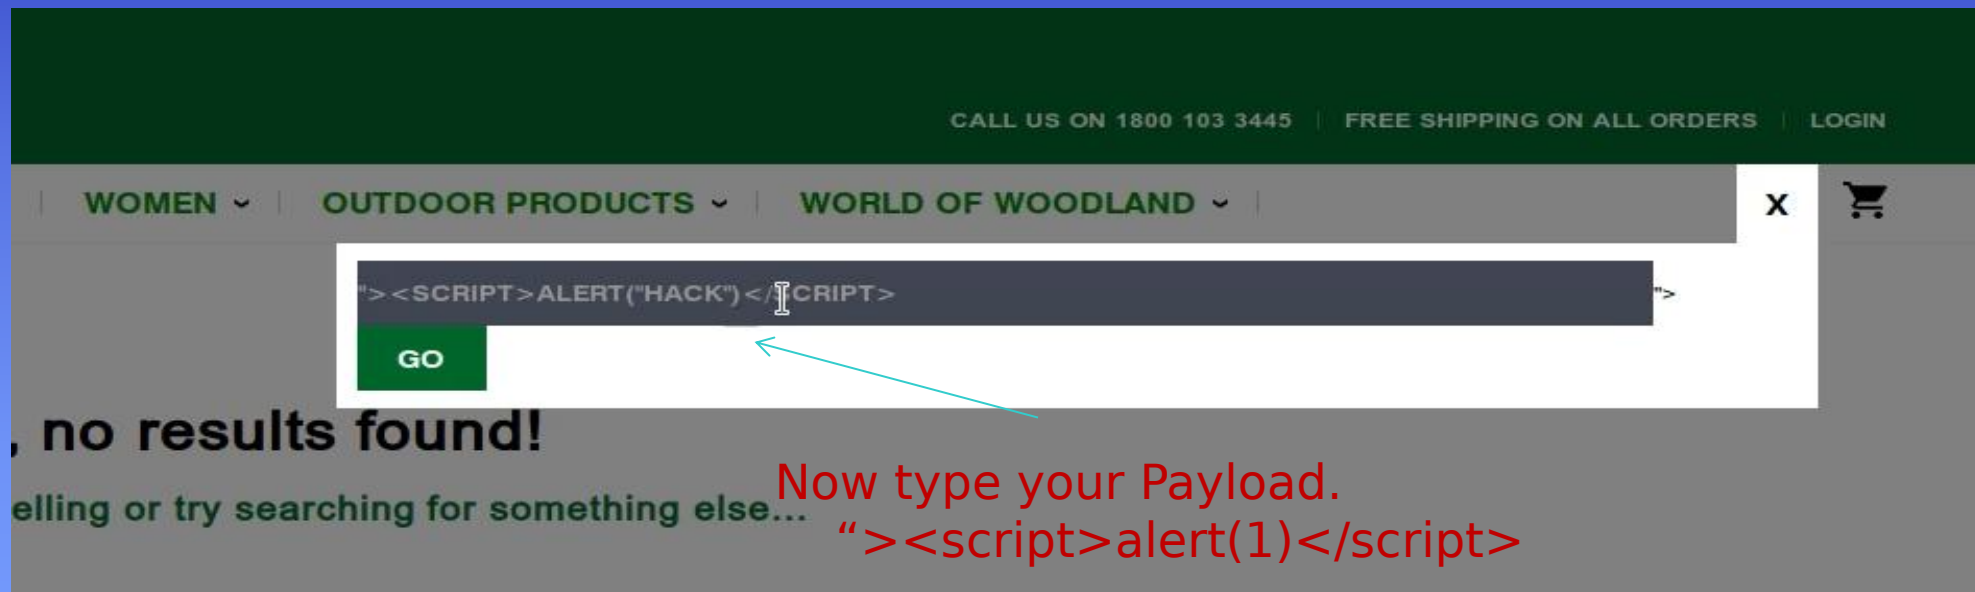 CALL US ON 1800 103 3445 FREE SHIPPING ON ALL ORDERS LOGIN
WOMEN OUTDOOR PRODUCTS WORLD OF WOODLAND X
"><SCRIPT>ALERT("HACK")</SCRIPT> ">
GO
, no results found!
elling or try searching for something else...
Now type your Payload.
“><script>alert(1)</script>